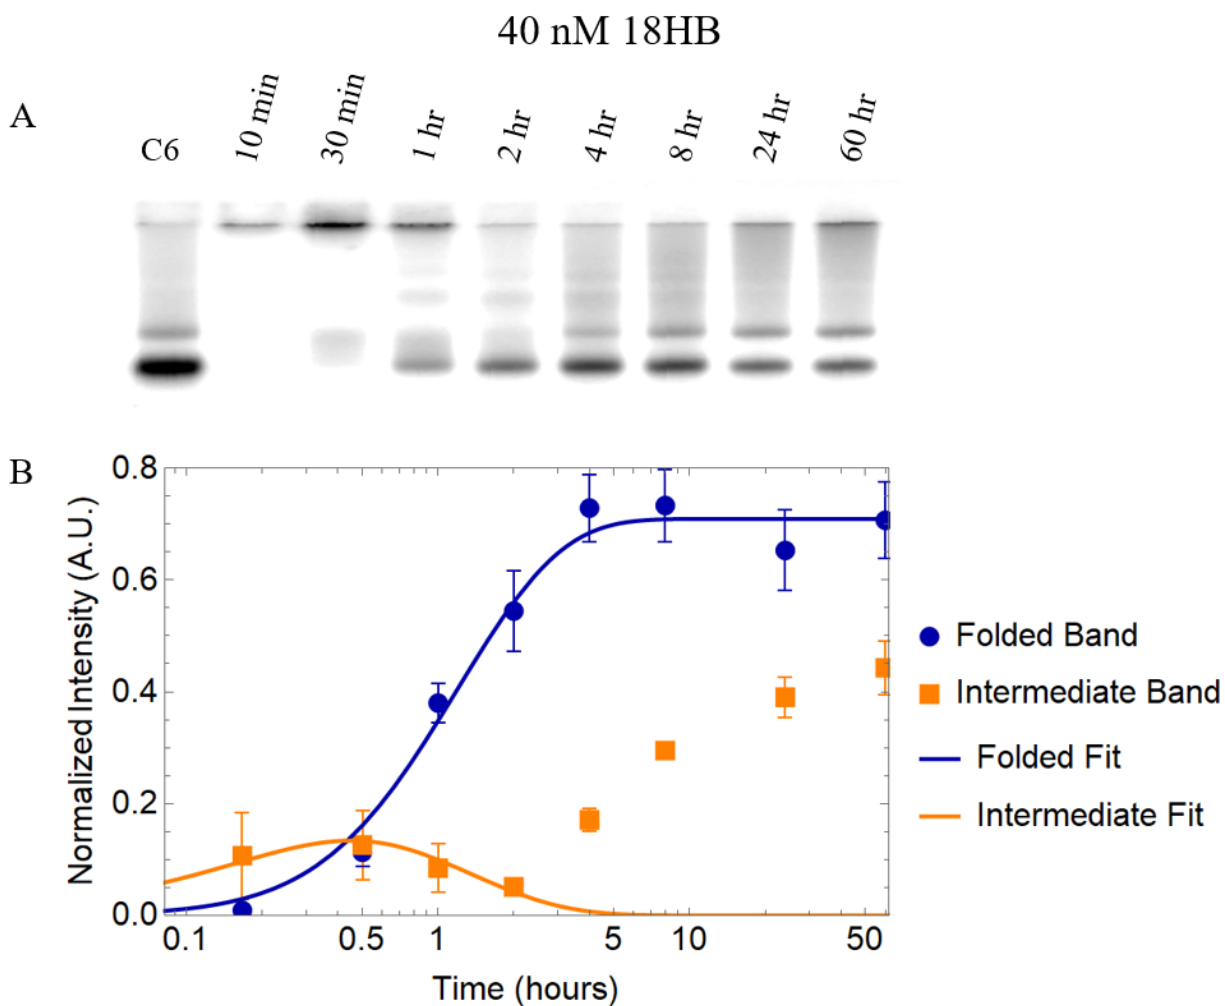 40 nM 18HB
A
C6 10 min 30 min 1 hr 2 hr 4 hr 8 hr 24 hr 60 hr
B
Normalized Intensity (A.U.)
0.8
0.6
0.4
0.2
0.0
0.1 0.5 1 5 10 50
Time (hours)
Folded Band
Intermediate Band
Folded Fit
Intermediate Fit